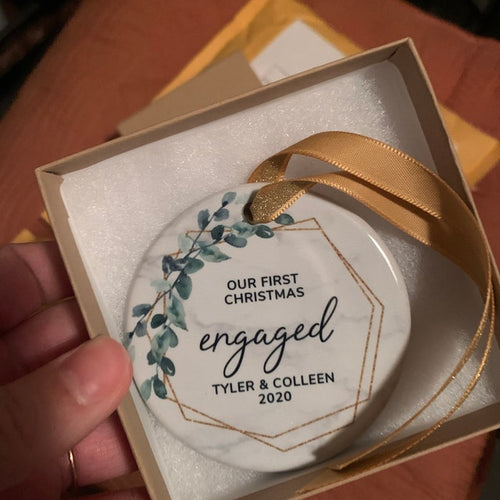 OUR FIRST
CHRISTMAS
engaged
TYLER & COLLEEN
2020